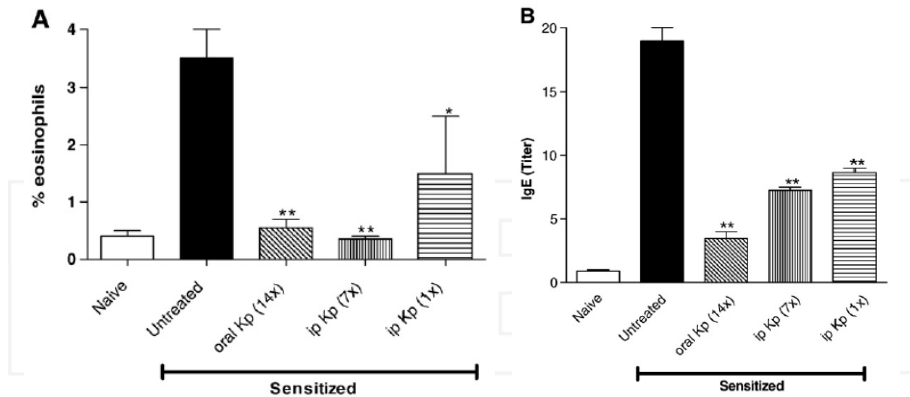 A
% eosinophils
4
3
2
1
0
**
**
*
Naive
Untreated
oral Kp (14x)
ip Kp (7x)
ip Kp (1x)
Sensitized
B
IgE (Titer)
20
15
10
5
0
**
**
**
Naive
Untreated
oral Kp (14x)
ip Kp (7x)
ip Kp (1x)
Sensitized